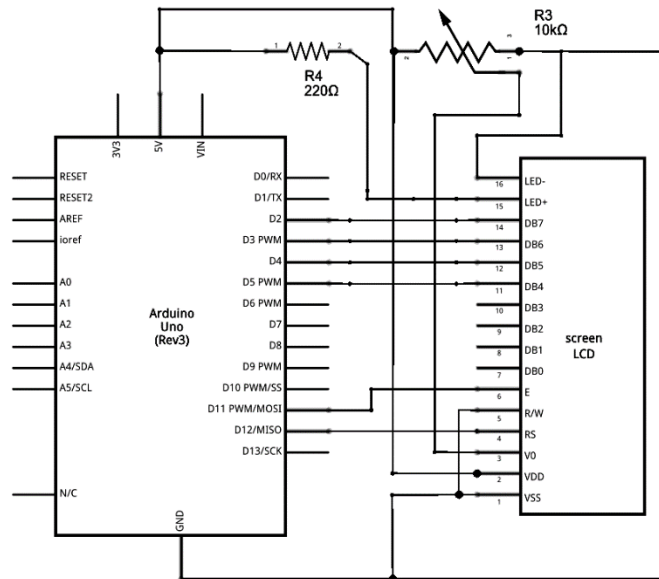 R3
10kΩ
1
2
R4
220Ω
2
1
3
3V3
5V
VIN
RESET
RESET2
AREF
ioref
A0
A1
A2
A3
A4/SDA
A5/SCL
N/C
Arduino
Uno
(Rev3)
D0/RX
D1/TX
D2
D3 PWM
D4
D5 PWM
D6 PWM
D7
D8
D9 PWM
D10 PWM/SS
D11 PWM/MOSI
D12/MISO
D13/SCK
GND
16 LED-
15 LED+
14 DB7
13 DB6
12 DB5
11 DB4
10 DB3
9 DB2
8 DB1
7 DB0
6 E
5 R/W
4 RS
3 V0
2 VDD
1 VSS
screen
LCD